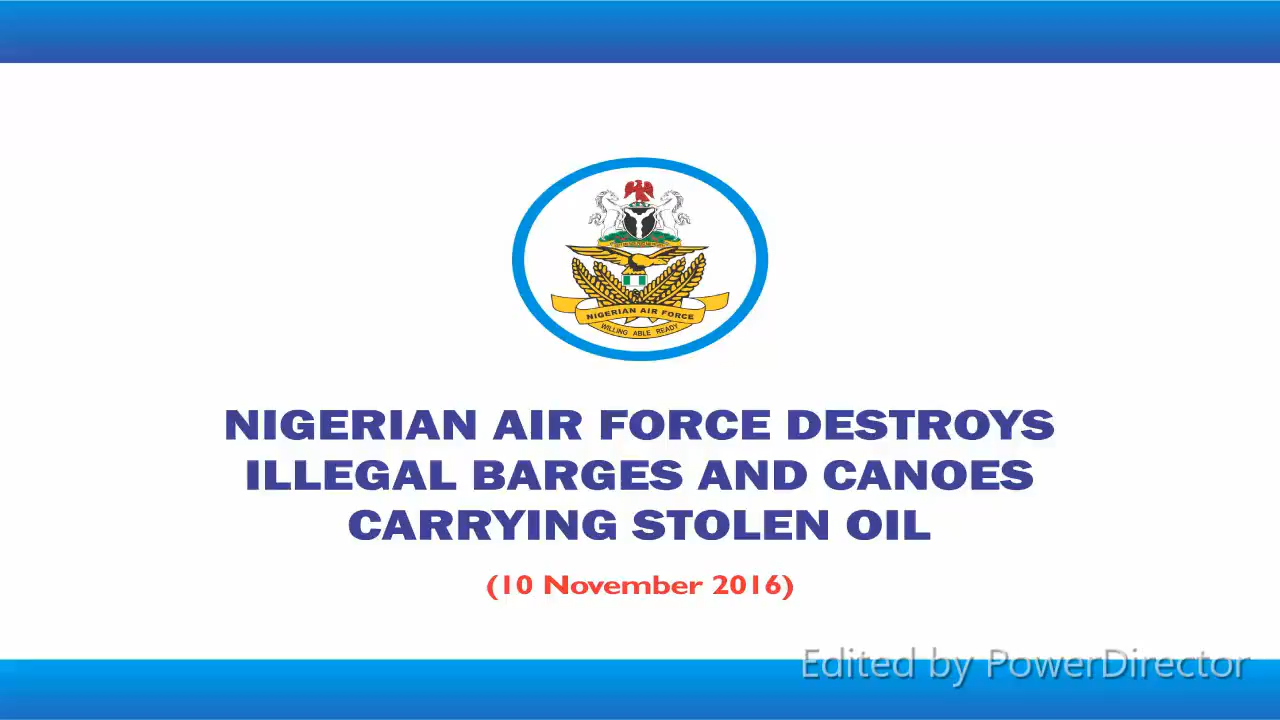 NIGERIAN AIR FORCE
WILLING ABLE READY
NIGERIAN AIR FORCE DESTROYS
ILLEGAL BARGES AND CANOES
CARRYING STOLEN OIL
(10 November 2016)
Edited by PowerDirector